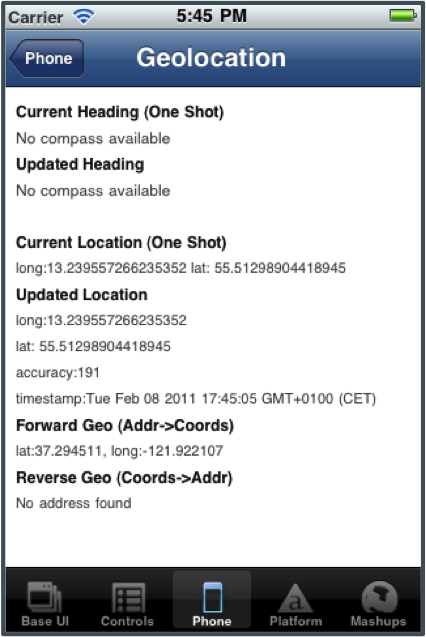 Carrier 5:45 PM
Phone Geolocation
Current Heading (One Shot)
No compass available
Updated Heading
No compass available
Current Location (One Shot)
long:13.239557266235352 lat: 55.51298904418945
Updated Location
long:13.239557266235352
lat: 55.51298904418945
accuracy:191
timestamp:Tue Feb 08 2011 17:45:05 GMT+0100 (CET)
Forward Geo (Addr->Coords)
lat:37.294511, long:-121.922107
Reverse Geo (Coords->Addr)
No address found
Base UI Controls Phone Platform Mashups